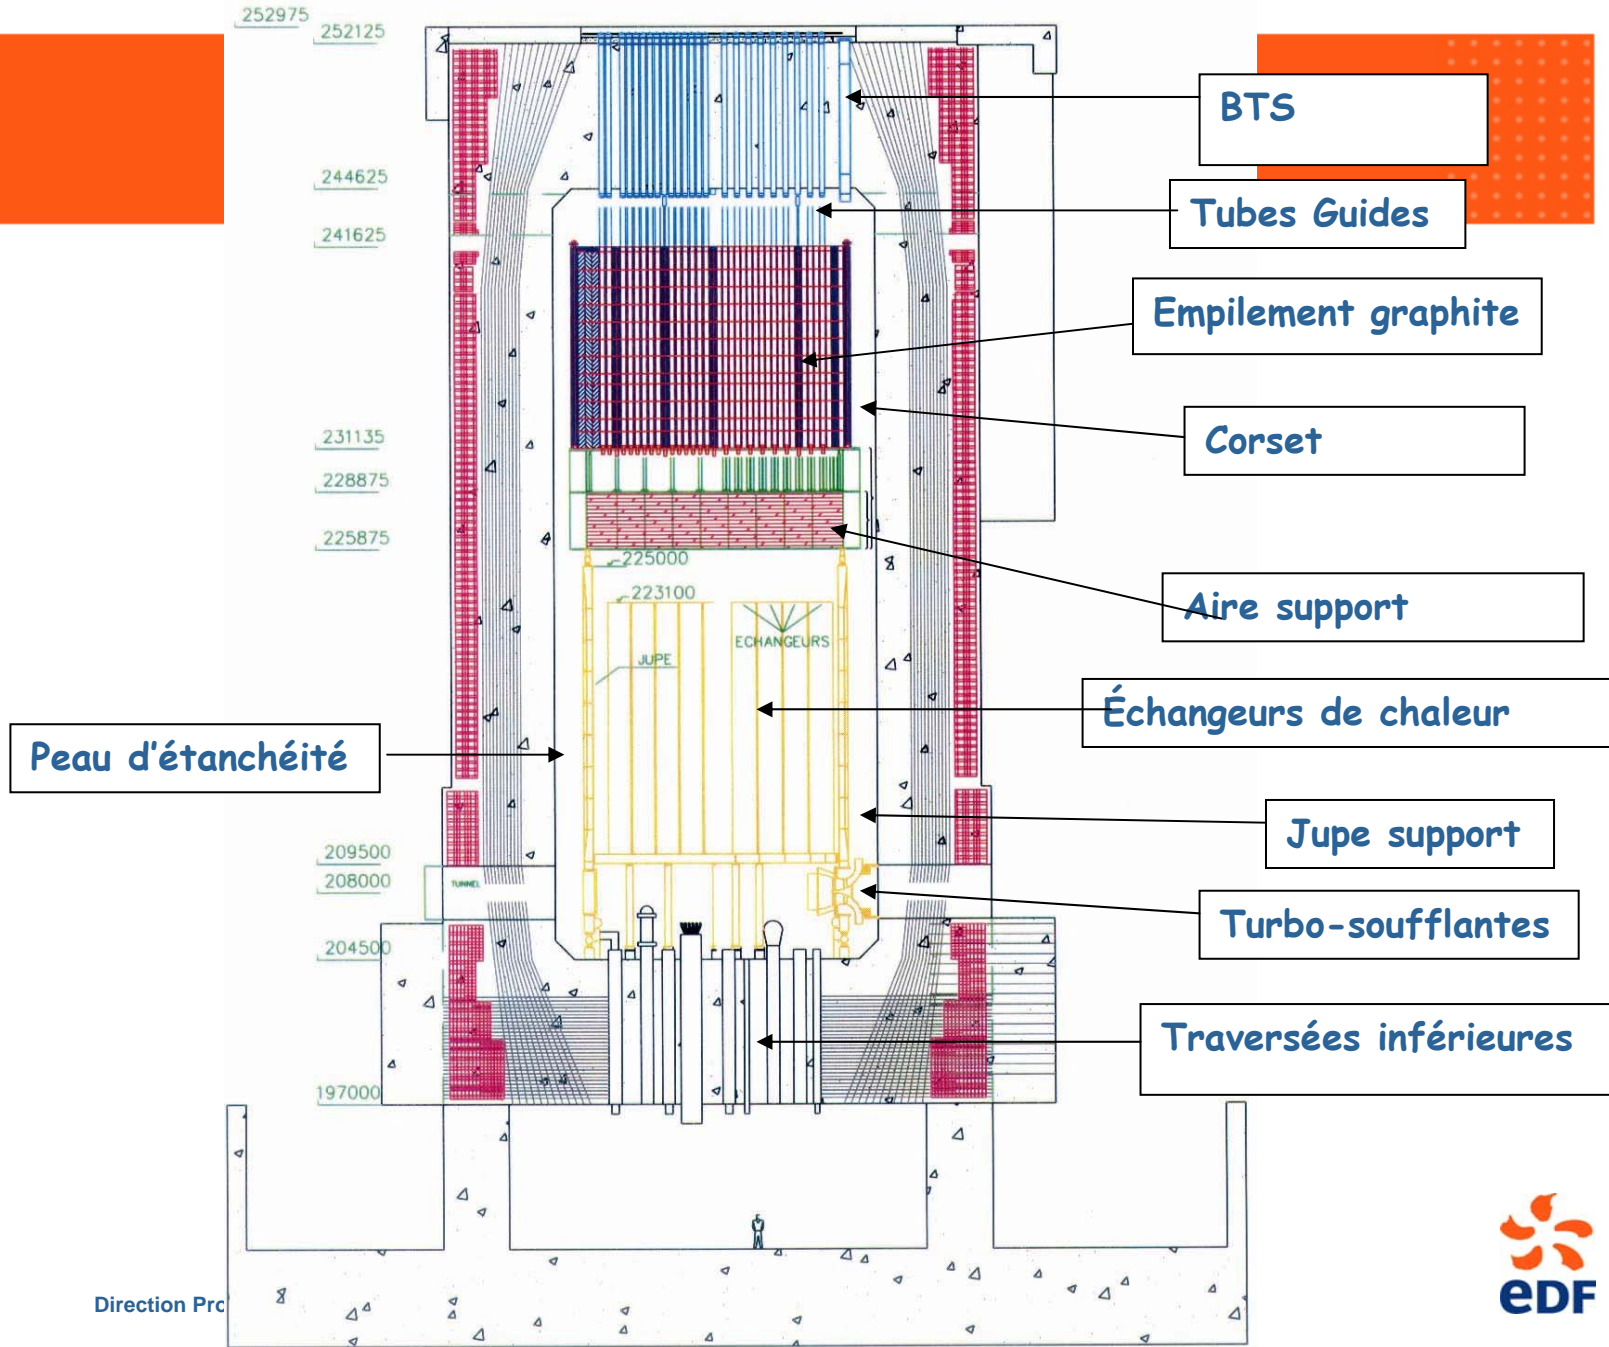 252975
252125
BTS
244625
Tubes Guides
241625
Empilement graphite
Corset
231135
228875
225875
225000
223100
Aire support
ECHANGEURS
JUPE
Échangeurs de chaleur
Peau d'étanchéité
Jupe support
209500
208000
TUNNEL
Turbo-soufflantes
204500
Traversées inférieures
197000
Direction Pro
eDF